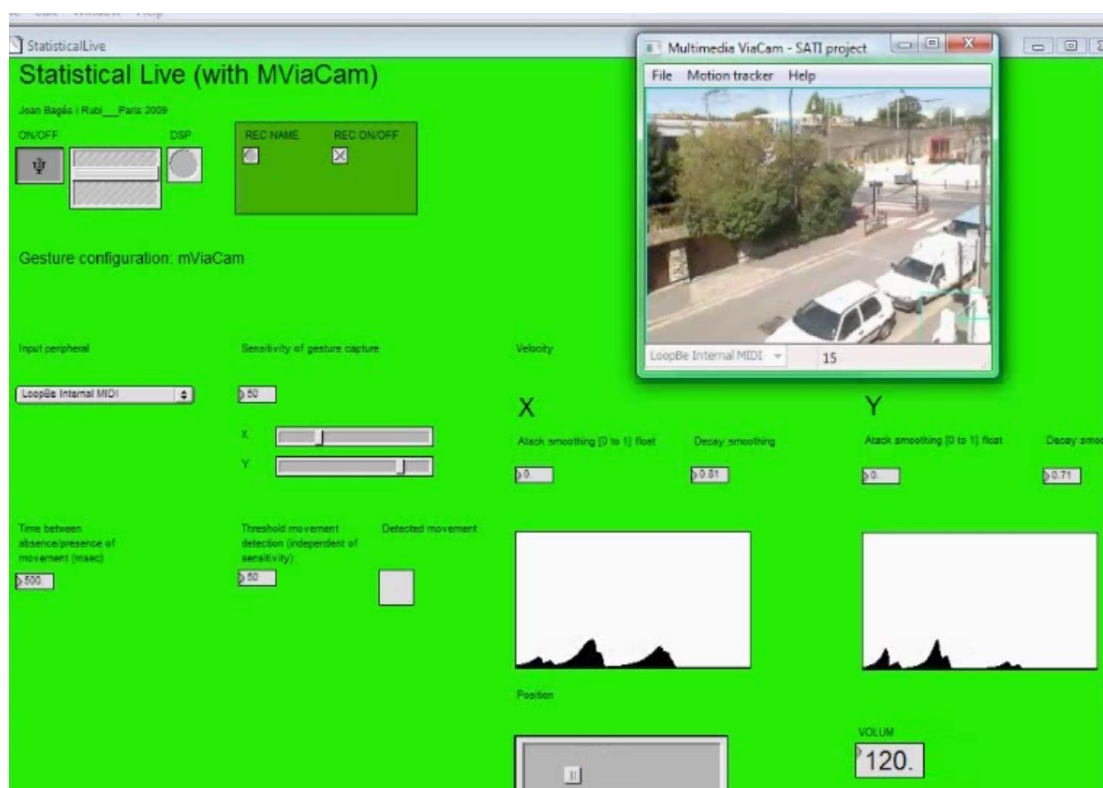 StatisticalLive
Statistical Live (with MViaCam)
Joan Bagés i Rubí___Paris 2009
ON/OFF
DSP
REC NAME
REC ON/OFF
Multimedia ViaCam - SATI project
File Motion tracker Help
LoopBe Internal MIDI
15
Gesture configuration: mViaCam
Input peripheral
Sensitivity of gesture capture
Velocity
LoopBe Internal MIDI
50
X
Y
X
Y
Atack smoothing [0 to 1] float
Decay smoothing
Atack smoothing [0 to 1] float
Decay smoo
0.
0.81
0.
0.71
Time between
absence/presence of
movement (msec)
500.
Threshold movement
detection (independent of
sensitivity)
50
Detected movement
Position
VOLUM
120.